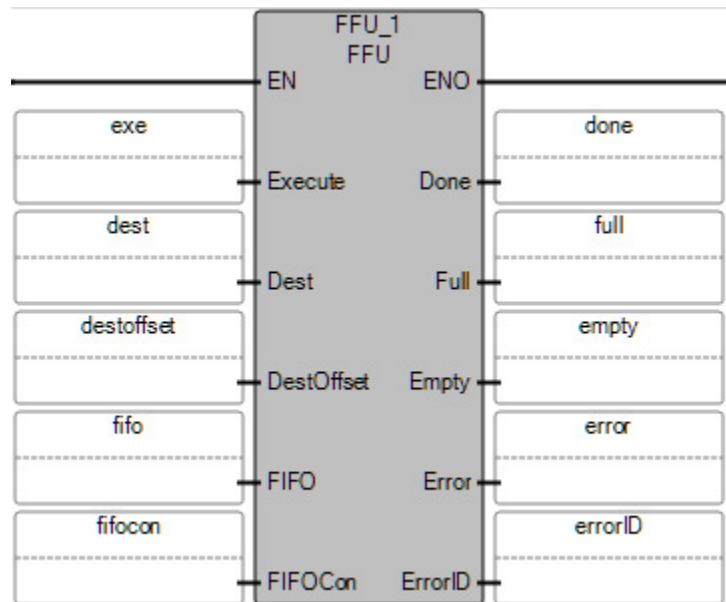 FFU_1
FFU
EN ENO
exe done
Execute Done
dest full
Dest Full
destoffset empty
DestOffset Empty
fifo error
FIFO Error
fifocon errorID
FIFOCon ErrorID